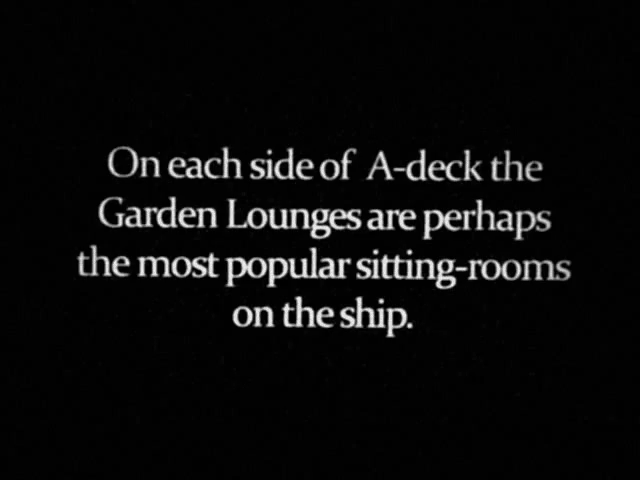 On each side of A-deck the
Garden Lounges are perhaps
the most popular sitting-rooms
on the ship.